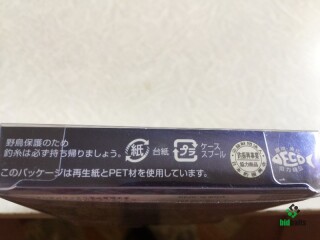 野鳥保護のため
釣糸は必ず持ち帰りましょう。
紙 台紙
プラ ケース、
スプール
ECO
このパッケージは再生紙とPET材を使用しています。
bid